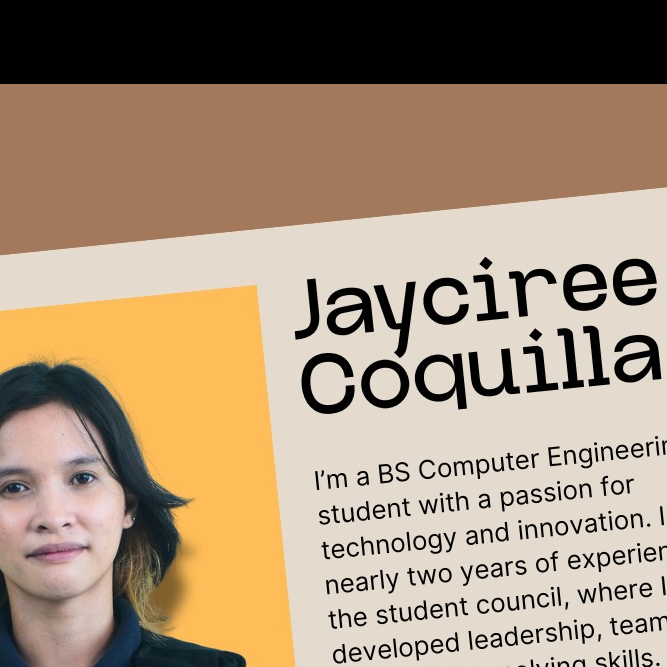 Jayciree
Coquilla
I'm a BS Computer
student with a passion for
technology and innovation. I
nearly two years of
the student council, where I
developed leadership,
skills.